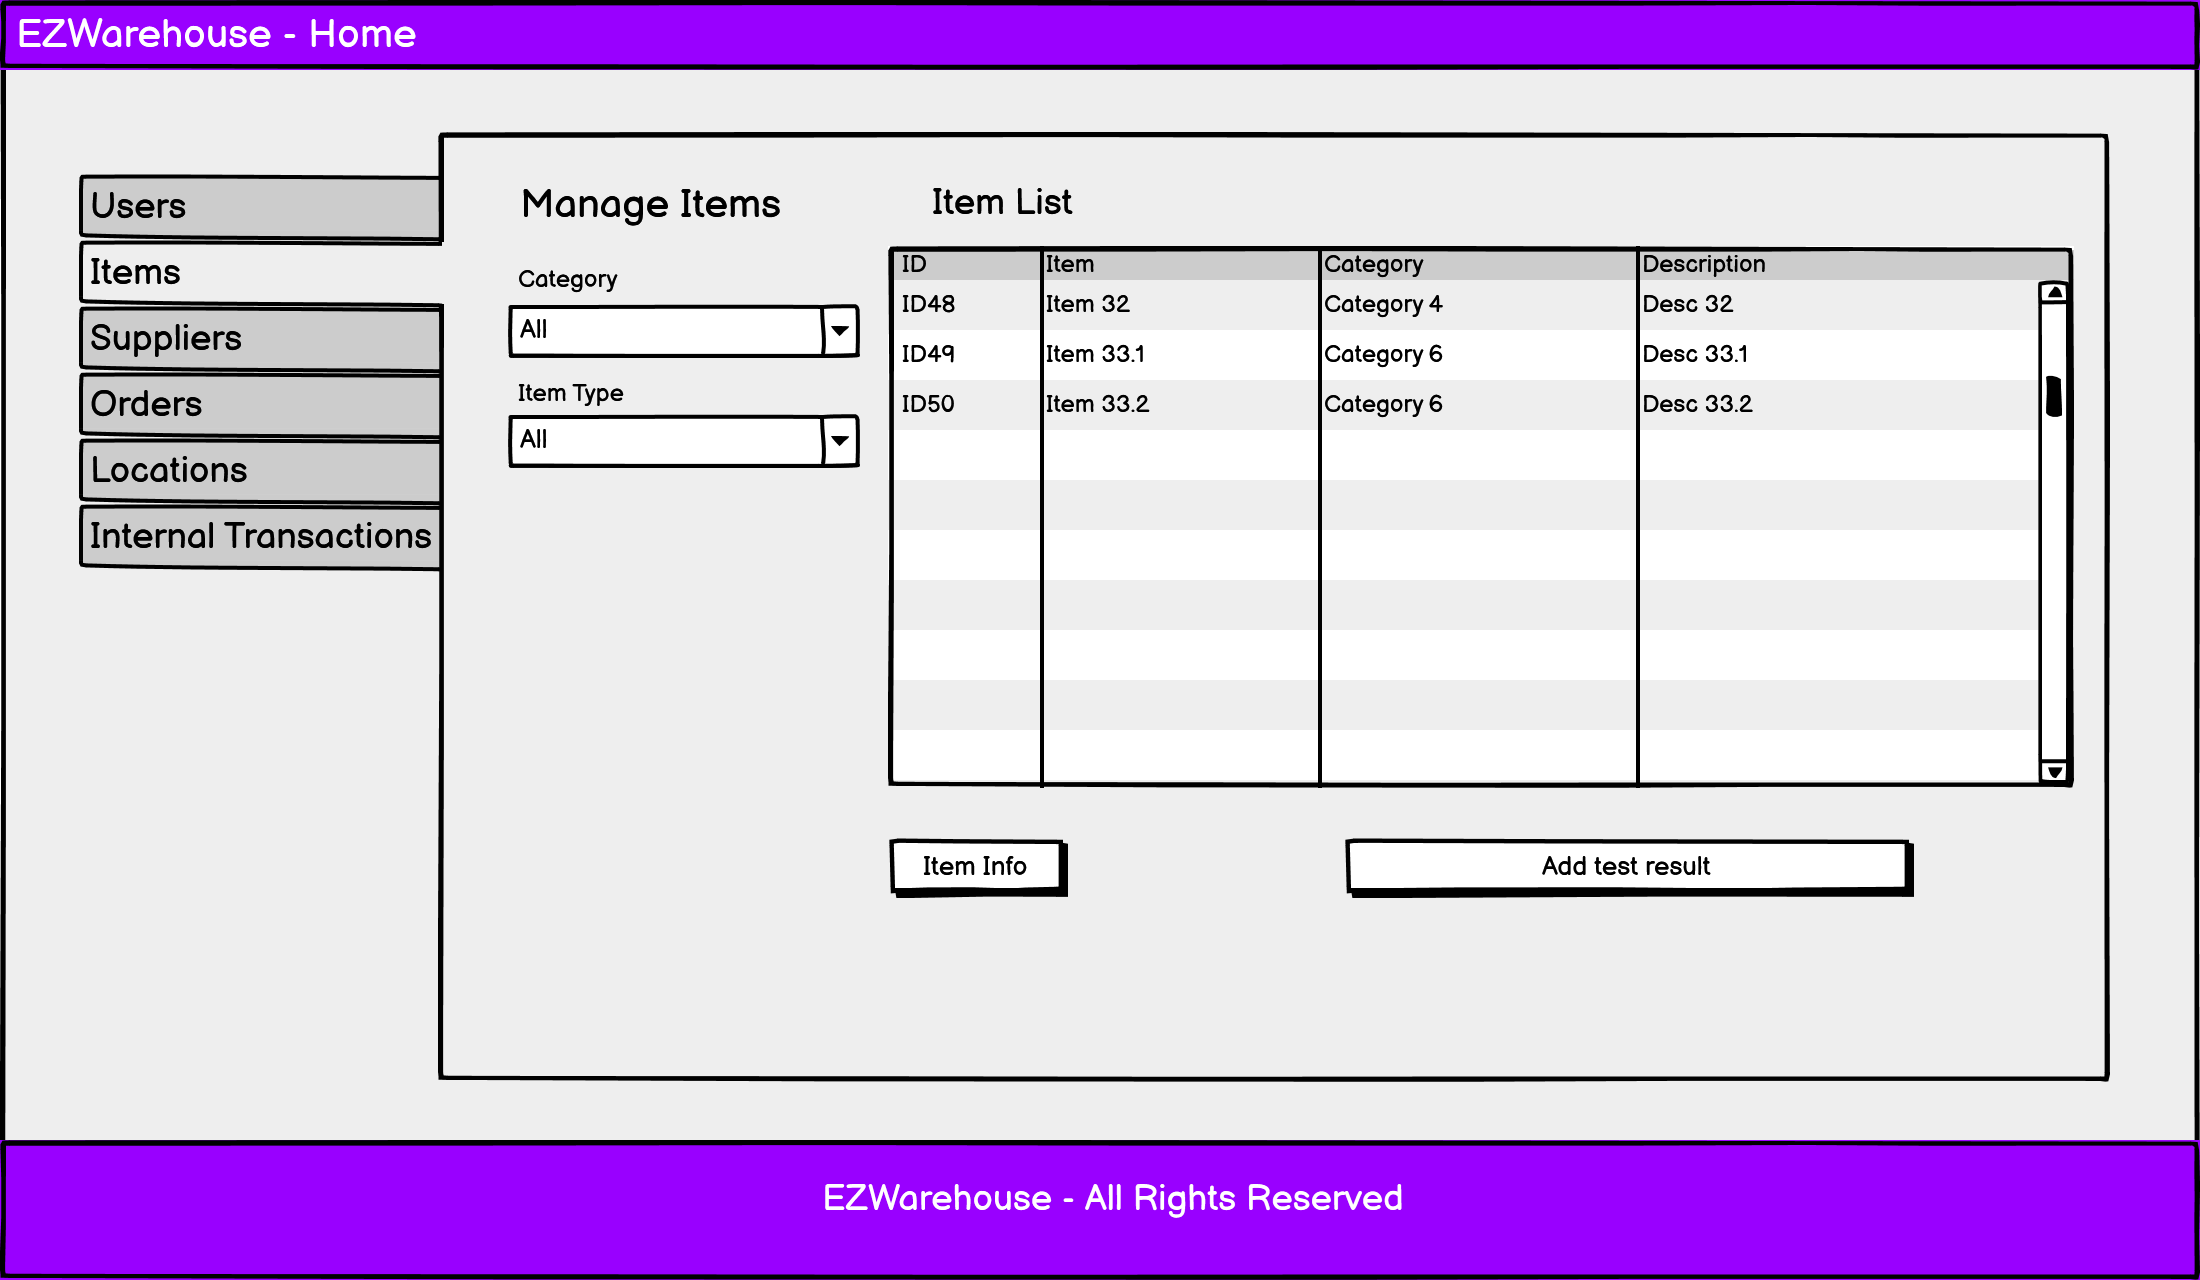 EZWarehouse - Home
Users
Items
Suppliers
Orders
Locations
Internal Transactions
Manage Items
Category
All
Item Type
All
Item List
ID Item Category Description
ID48 Item 32 Category 4 Desc 32
ID49 Item 33.1 Category 6 Desc 33.1
ID50 Item 33.2 Category 6 Desc 33.2
Item Info
Add test result
EZWarehouse - All Rights Reserved